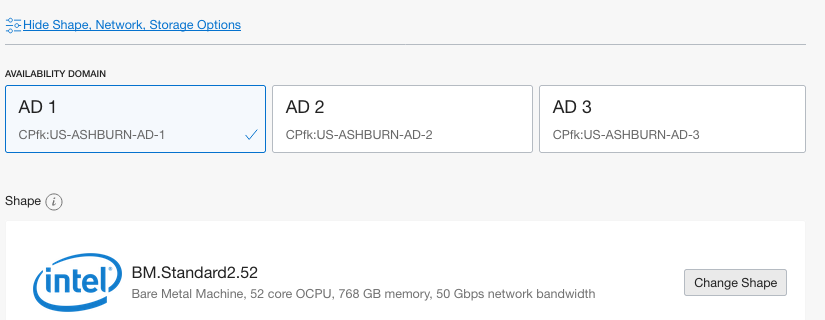 Hide Shape, Network, Storage Options
AVAILABILITY DOMAIN
AD 1
CPfk:US-ASHBURN-AD-1
AD 2
CPfk:US-ASHBURN-AD-2
AD 3
CPfk:US-ASHBURN-AD-3
Shape i
intel®
BM.Standard2.52
Bare Metal Machine, 52 core OCPU, 768 GB memory, 50 Gbps network bandwidth
Change Shape